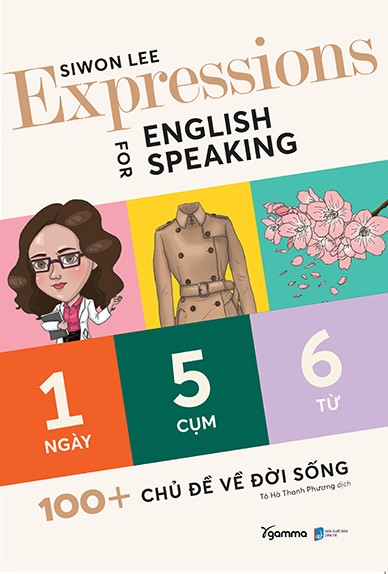 SIWON LEE
Expressions
FOR
ENGLISH
SPEAKING
1
NGÀY
5
CỤM
6
TỪ
100+ CHỦ ĐỀ VỀ ĐỜI SỐNG
Tô Hà Thanh Phương dịch
gamma